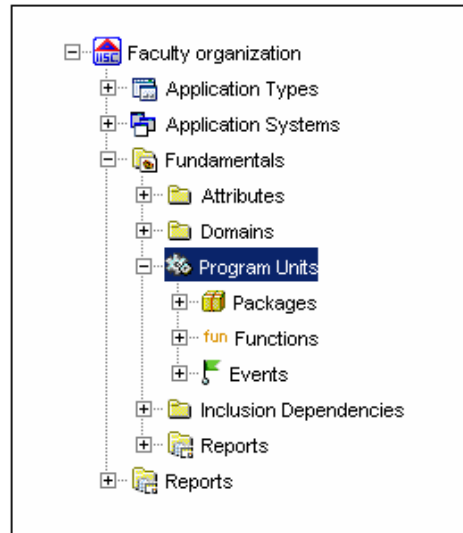 IISC Faculty organization
Application Types
Application Systems
Fundamentals
Attributes
Domains
Program Units
Packages
fun Functions
Events
Inclusion Dependencies
Reports
Reports